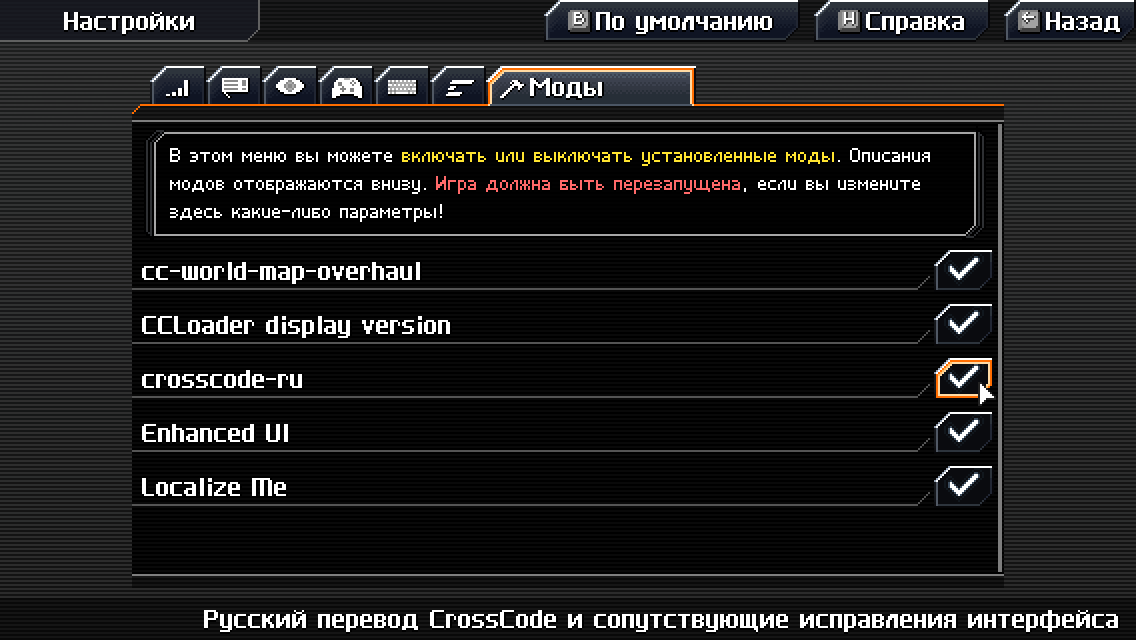 Настройки
B По умолчанию
H Справка
Назад
Моды
В этом меню вы можете включать или выключать установленные моды. Описания
модов отображаются внизу. Игра должна быть перезапущена, если вы измените
здесь какие-либо параметры!
cc-world-map-overhaul
CCLoader display version
crosscode-ru
Enhanced UI
Localize Me
Русский перевод CrossCode и сопутствующие исправления интерфейса